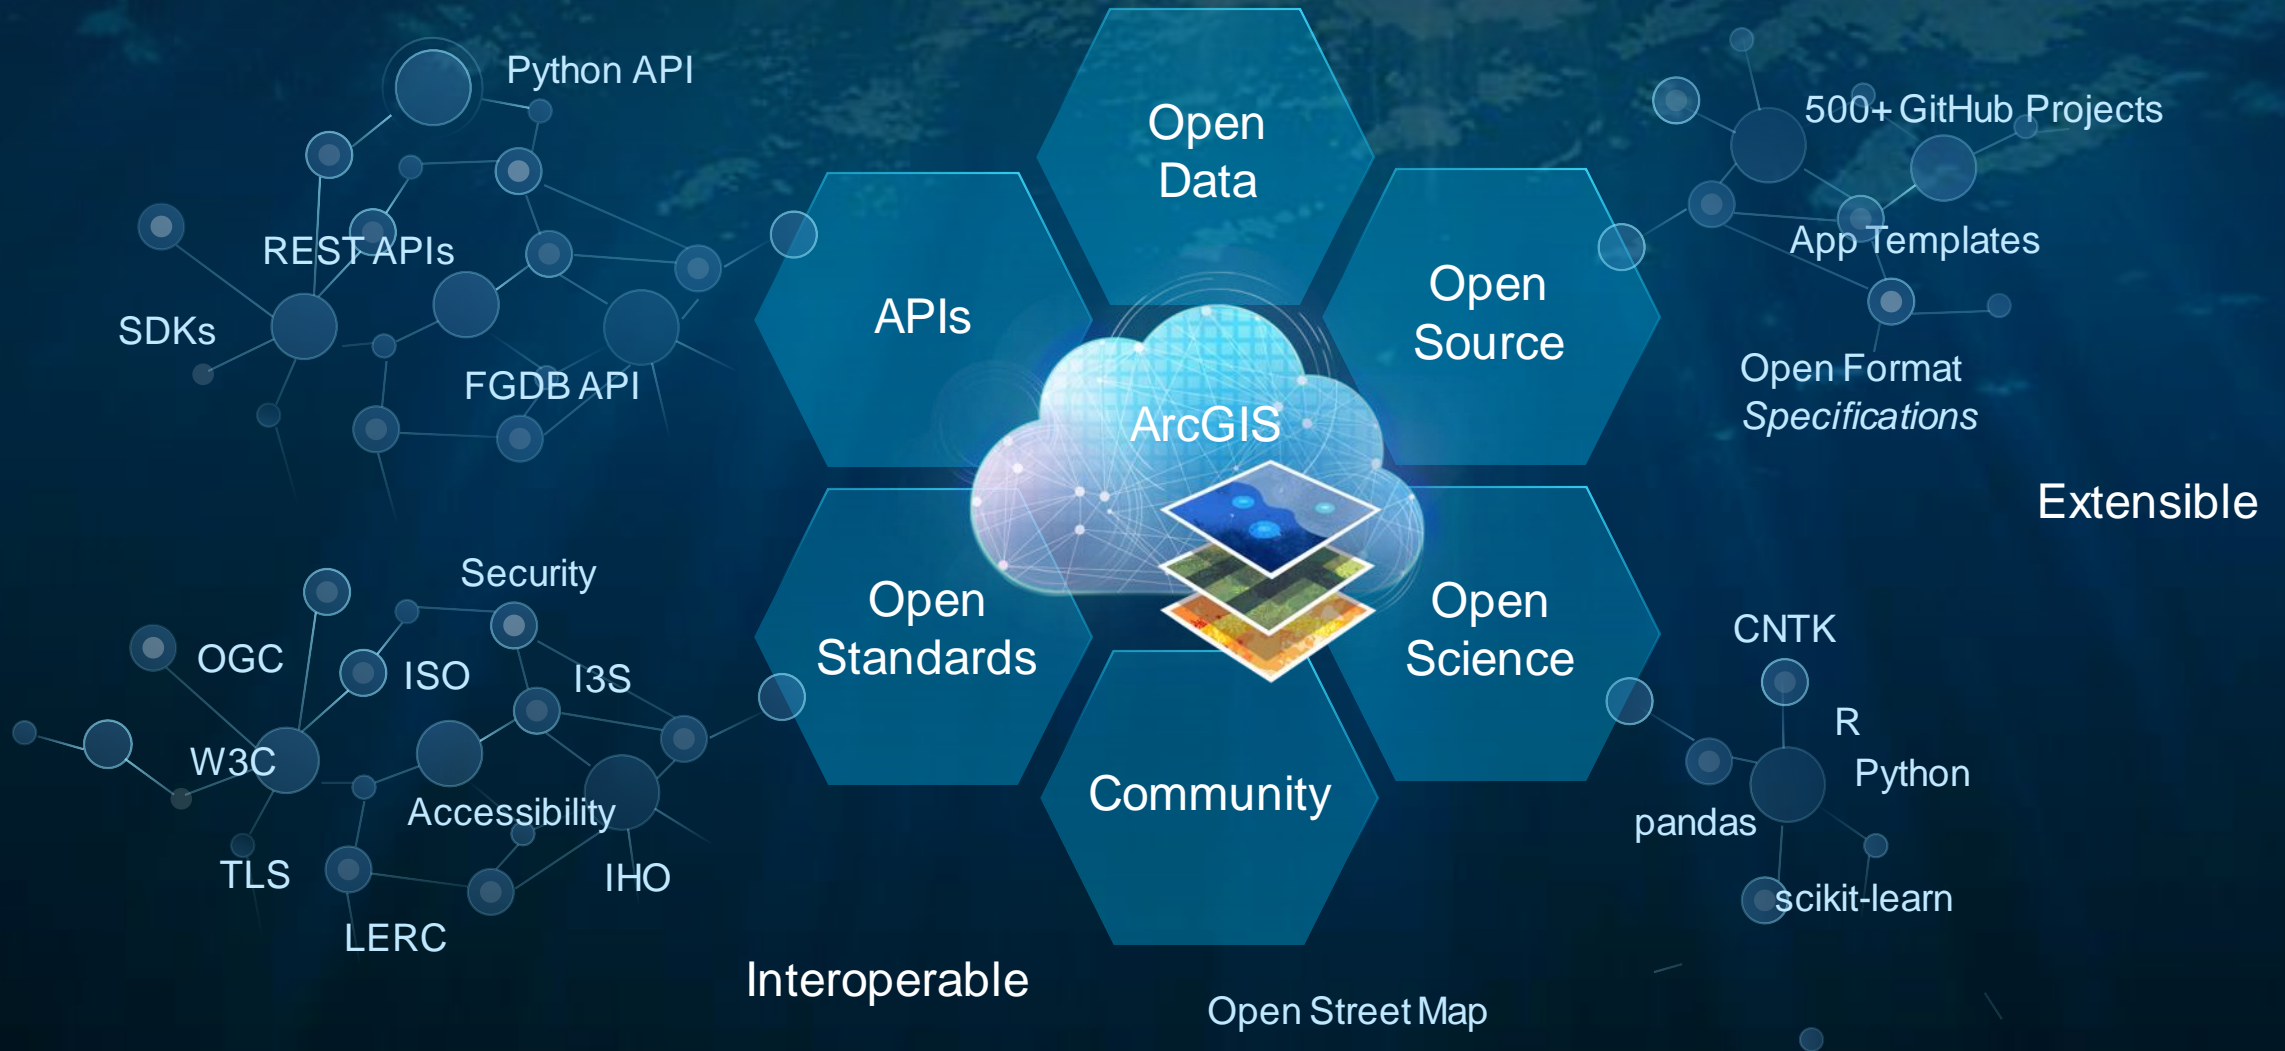 Python API
REST APIs
SDKs
FGDB API
APIs
Open
Data
Open
Source
500+ GitHub Projects
App Templates
Open Format
Specifications
ArcGIS
Extensible
Security
OGC
ISO
I3S
W3C
Accessibility
TLS
IHO
LERC
Open
Standards
Community
Open
Science
CNTK
R
Python
pandas
scikit-learn
Interoperable
Open Street Map